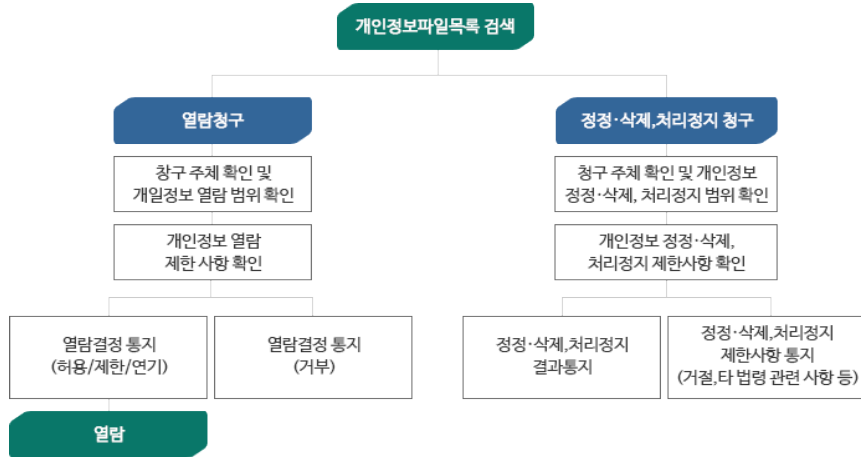 개인정보파일목록 검색
열람청구
정정·삭제,처리정지 청구
창구 주체 확인 및
개일정보 열람 범위 확인
청구 주체 확인 및 개인정보
정정·삭제, 처리정지 범위 확인
개인정보 열람
제한 사항 확인
개인정보 정정·삭제,
처리정지 제한사항 확인
열람결정 통지
(허용/제한/연기)
열람결정 통지
(거부)
정정·삭제,처리정지
결과통지
정정·삭제,처리정지
제한사항 통지
(거절,타 법령 관련 사항 등)
열람